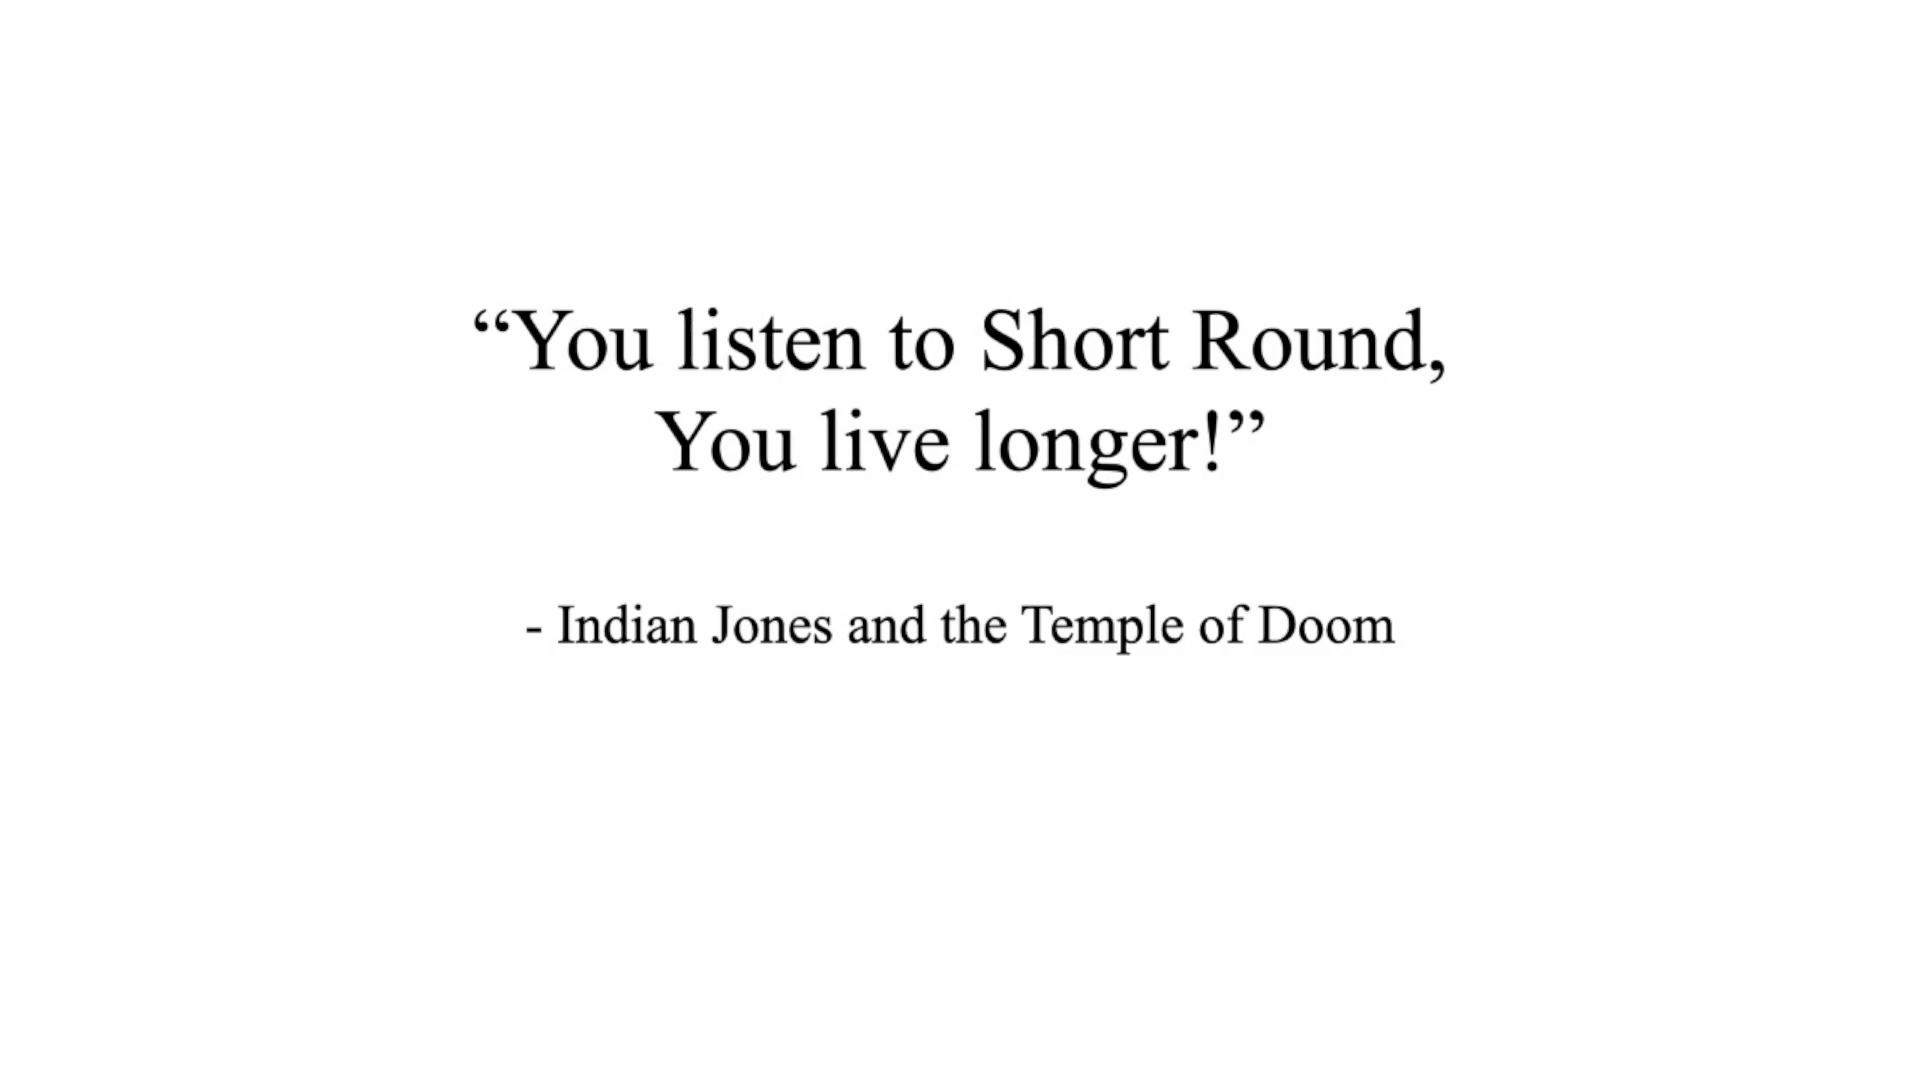 “You listen to Short Round,
You live longer!”
- Indian Jones and the Temple of Doom